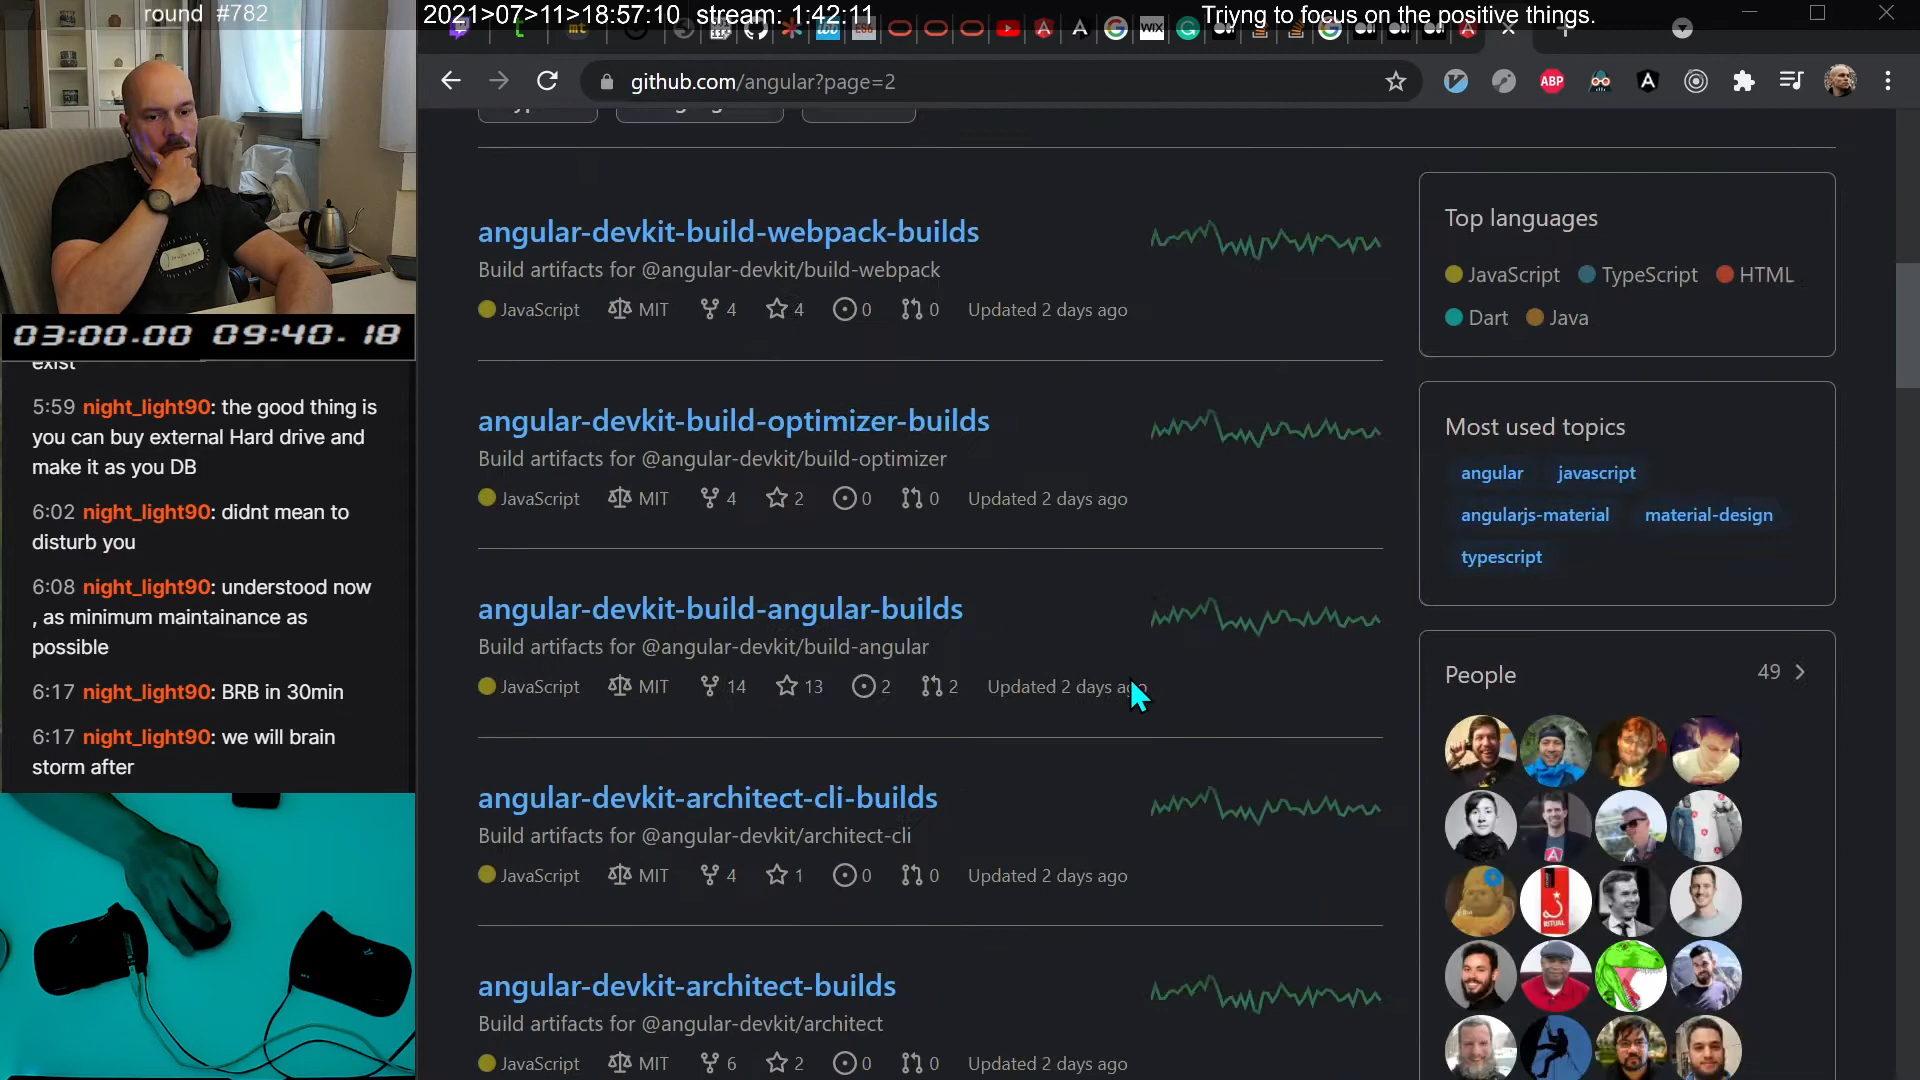 round #782
2021>07>11>18:57:10 stream: 1:42:11
Triyng to focus on the positive things.
github.com/angular?page=2
ABP
03:00.00 09:40.18
exist
5:59 night_light90: the good thing is
you can buy external Hard drive and
make it as you DB
6:02 night_light90: didnt mean to
disturb you
6:08 night_light90: understood now
, as minimum maintainance as
possible
6:17 night_light90: BRB in 30min
6:17 night_light90: we will brain
storm after
angular-devkit-build-webpack-builds
Build artifacts for @angular-devkit/build-webpack
JavaScript MIT 4 4 0 0 Updated 2 days ago
angular-devkit-build-optimizer-builds
Build artifacts for @angular-devkit/build-optimizer
JavaScript MIT 4 2 0 0 Updated 2 days ago
angular-devkit-build-angular-builds
Build artifacts for @angular-devkit/build-angular
JavaScript MIT 14 13 2 2 Updated 2 days ago
angular-devkit-architect-cli-builds
Build artifacts for @angular-devkit/architect-cli
JavaScript MIT 4 1 0 0 Updated 2 days ago
angular-devkit-architect-builds
Build artifacts for @angular-devkit/architect
JavaScript MIT 6 2 0 0 Updated 2 days ago
Top languages
JavaScript TypeScript HTML
Dart Java
Most used topics
angular javascript
angularjs-material material-design
typescript
People 49
RITUAL